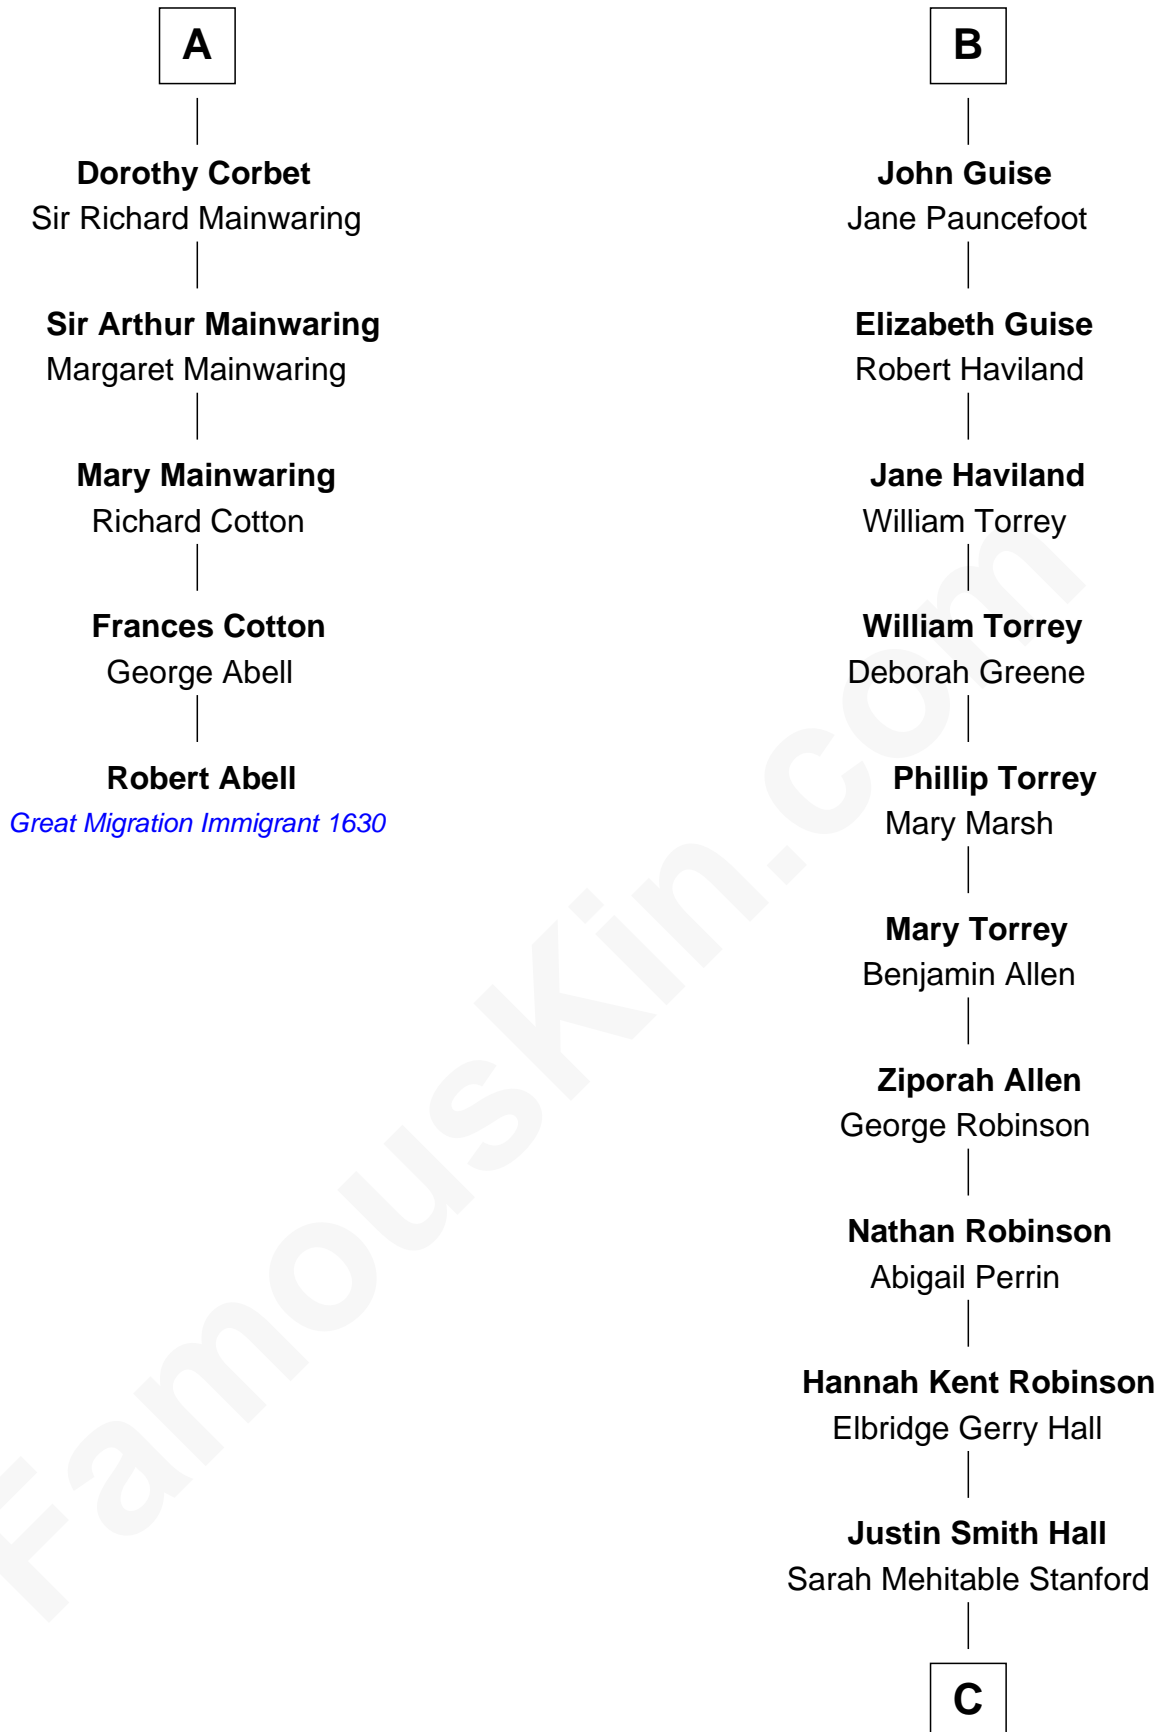 A
Dorothy Corbet
Sir Richard Mainwaring
Sir Arthur Mainwaring
Margaret Mainwaring
Mary Mainwaring
Richard Cotton
Frances Cotton
George Abell
Robert Abell
Great Migration Immigrant 1630
B
John Guise
Jane Pauncefoot
Elizabeth Guise
Robert Haviland
Jane Haviland
William Torrey
William Torrey
Deborah Greene
Phillip Torrey
Mary Marsh
Mary Torrey
Benjamin Allen
Ziporah Allen
George Robinson
Nathan Robinson
Abigail Perrin
Hannah Kent Robinson
Elbridge Gerry Hall
Justin Smith Hall
Sarah Mehitable Stanford
C
FamousKin.com